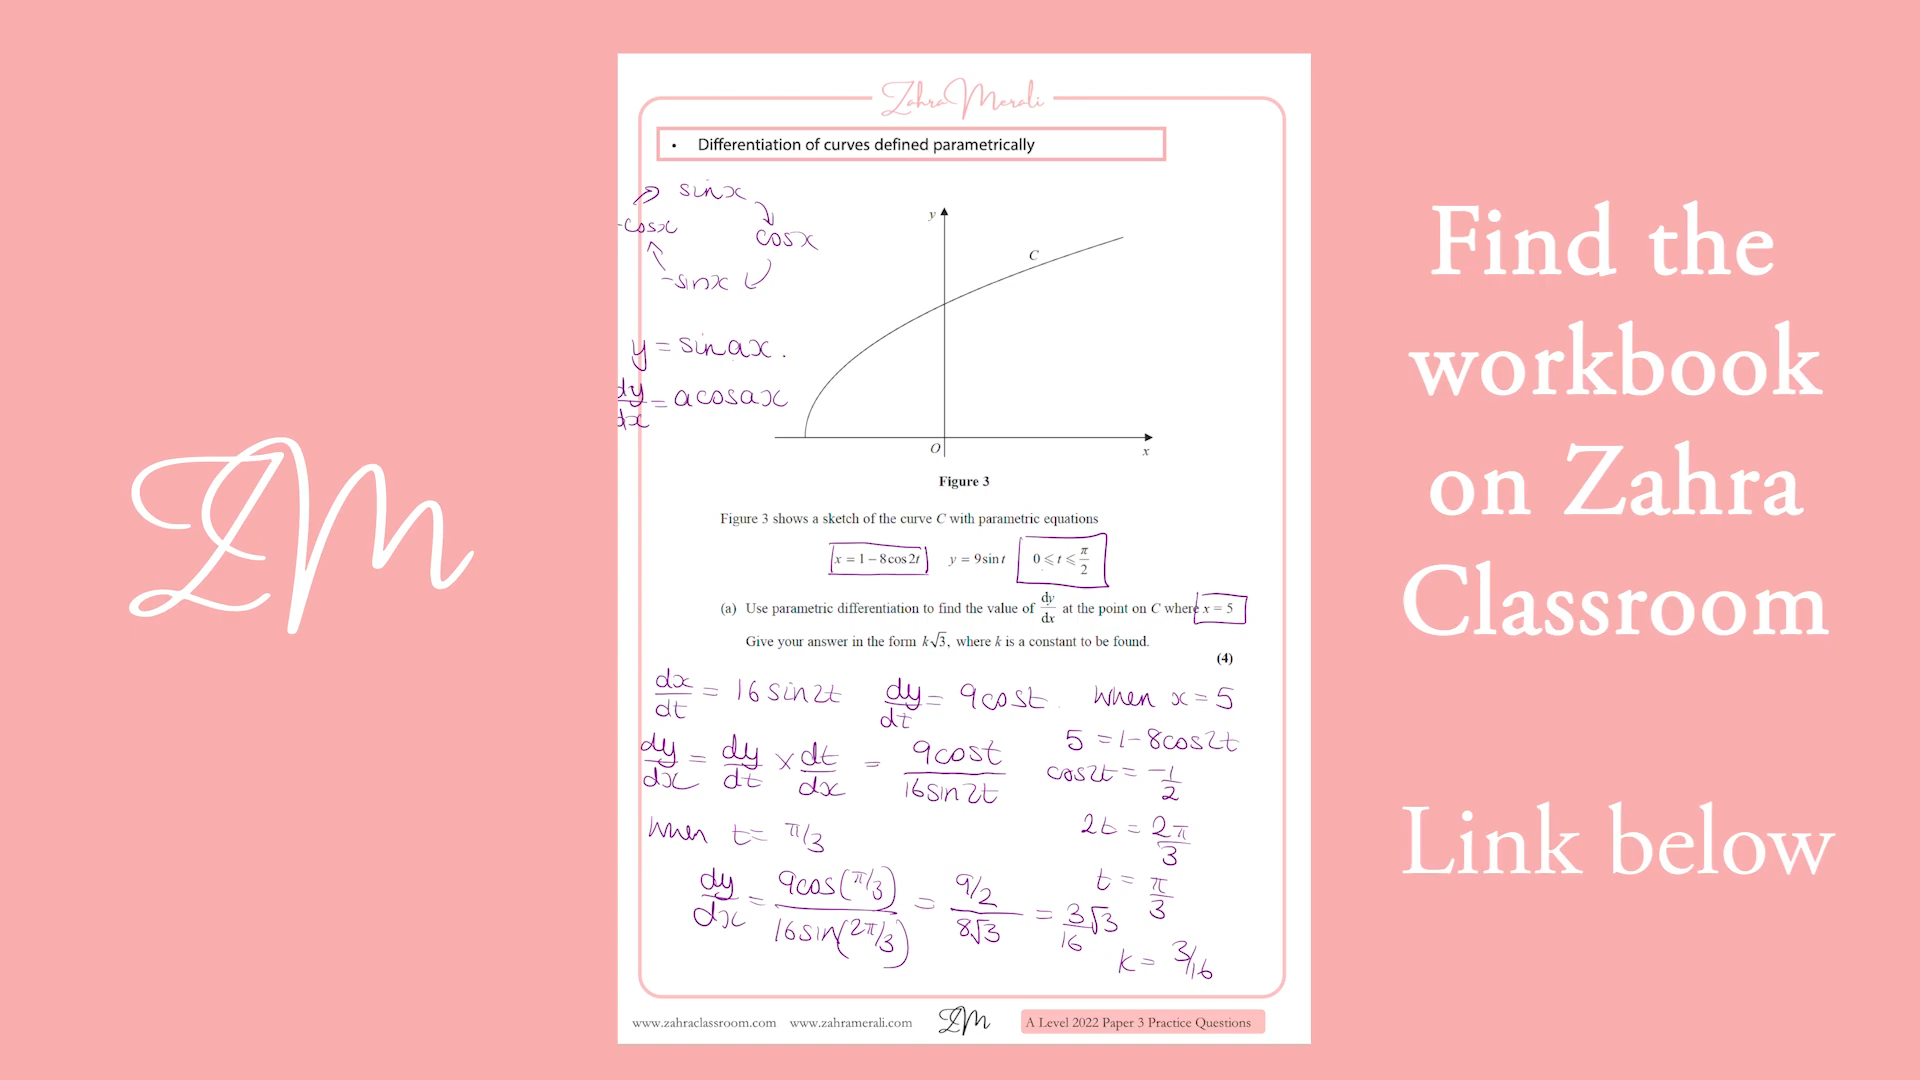 Zahra Merali
• Differentiation of curves defined parametrically
sinx
-cosx
cosx
-sinx
y = sinax.
dy/dx = acosax
y
C
O
x
Figure 3
Figure 3 shows a sketch of the curve C with parametric equations
x = 1 – 8cos2t y = 9sint 0 ⩽ t ⩽ π/2
(a) Use parametric differentiation to find the value of dy/dx at the point on C where x = 5
Give your answer in the form k√3, where k is a constant to be found.
(4)
dx/dt = 16sin2t dy/dt = 9cost. When x = 5
5 = 1 - 8cos2t
dy/dx = dy/dt × dt/dx = 9cost/16sin2t
cos2t = -1/2
When t = π/3
2t = 2π/3
t = π/3
dy/dx = 9cos(π/3)/16sin(2π/3) = 9/2/8√3 = 3/16√3
k = 3/16
www.zahraclassroom.com www.zahramerali.com ZM A Level 2022 Paper 3 Practice Questions
ZM
Find the
workbook
on Zahra
Classroom
Link below